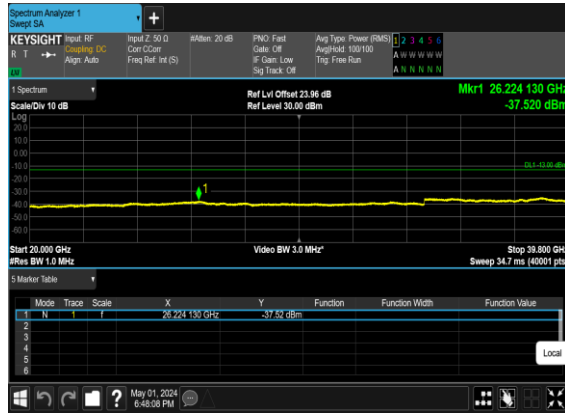 Spectrum Analyzer 1
Swept SA
+
KEYSIGHT Input: RF Input Z: 50 Ω #Atten: 20 dB PNO: Fast Avg Type: Power (RMS) 1 2 3 4 5 6
R T Coupling: DC Corr CCorr Gate: Off Avg|Hold: 100/100 A W W W W W
Align: Auto Freq Ref: Int (S) IF Gain: Low Trig: Free Run A N N N N N
Sig Track: Off
1 Spectrum Ref Lvl Offset 23.96 dB Mkr1 26.224 130 GHz
Scale/Div 10 dB Ref Level 30.00 dBm -37.520 dBm
Log
20.0
10.0
0.00
-10.0
DL1 -13.00 dBm
-20.0
-30.0
1
-40.0
-50.0
-60.0
Start 20.000 GHz Video BW 3.0 MHz* Stop 39.800 GHz
#Res BW 1.0 MHz Sweep 34.7 ms (40001 pts)
5 Marker Table
Mode Trace Scale X Y Function Function Width Function Value
1 N 1 f 26.224 130 GHz -37.52 dBm
2
3
4
5
6
Local
? May 01, 2024
6:48:08 PM